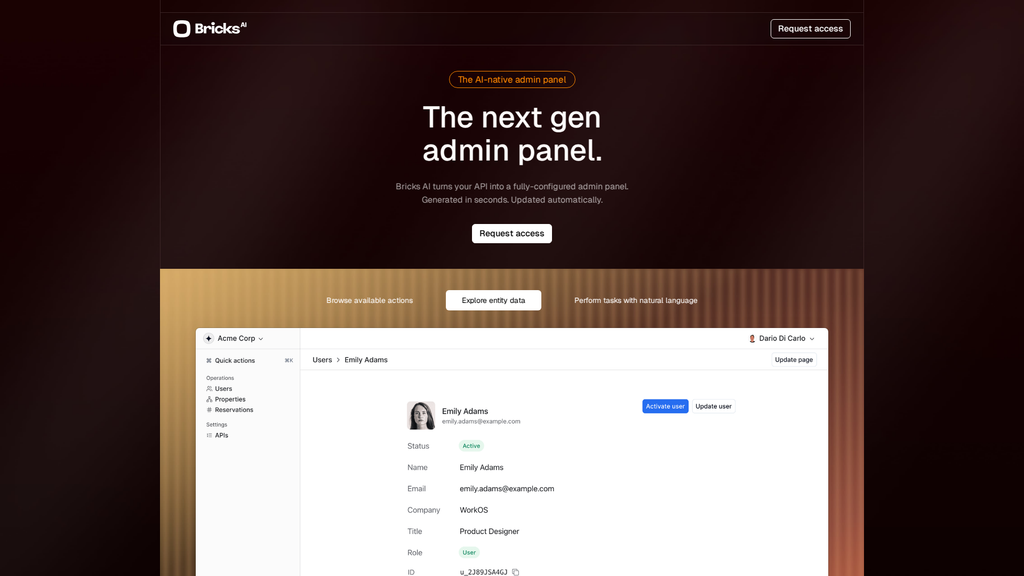 Bricks AI
Request access
The AI-native admin panel
The next gen
admin panel.
Bricks AI turns your API into a fully-configured admin panel.
Generated in seconds. Updated automatically.
Request access
Browse available actions
Explore entity data
Perform tasks with natural language
Acme Corp
Dario Di Carlo
Quick actions ⌘K
Users > Emily Adams
Update page
Operations
Users
Properties
Reservations
Settings
APIs
Emily Adams
emily.adams@example.com
Activate user
Update user
Status Active
Name Emily Adams
Email emily.adams@example.com
Company WorkOS
Title Product Designer
Role User
ID u_2J89JSA4GJ